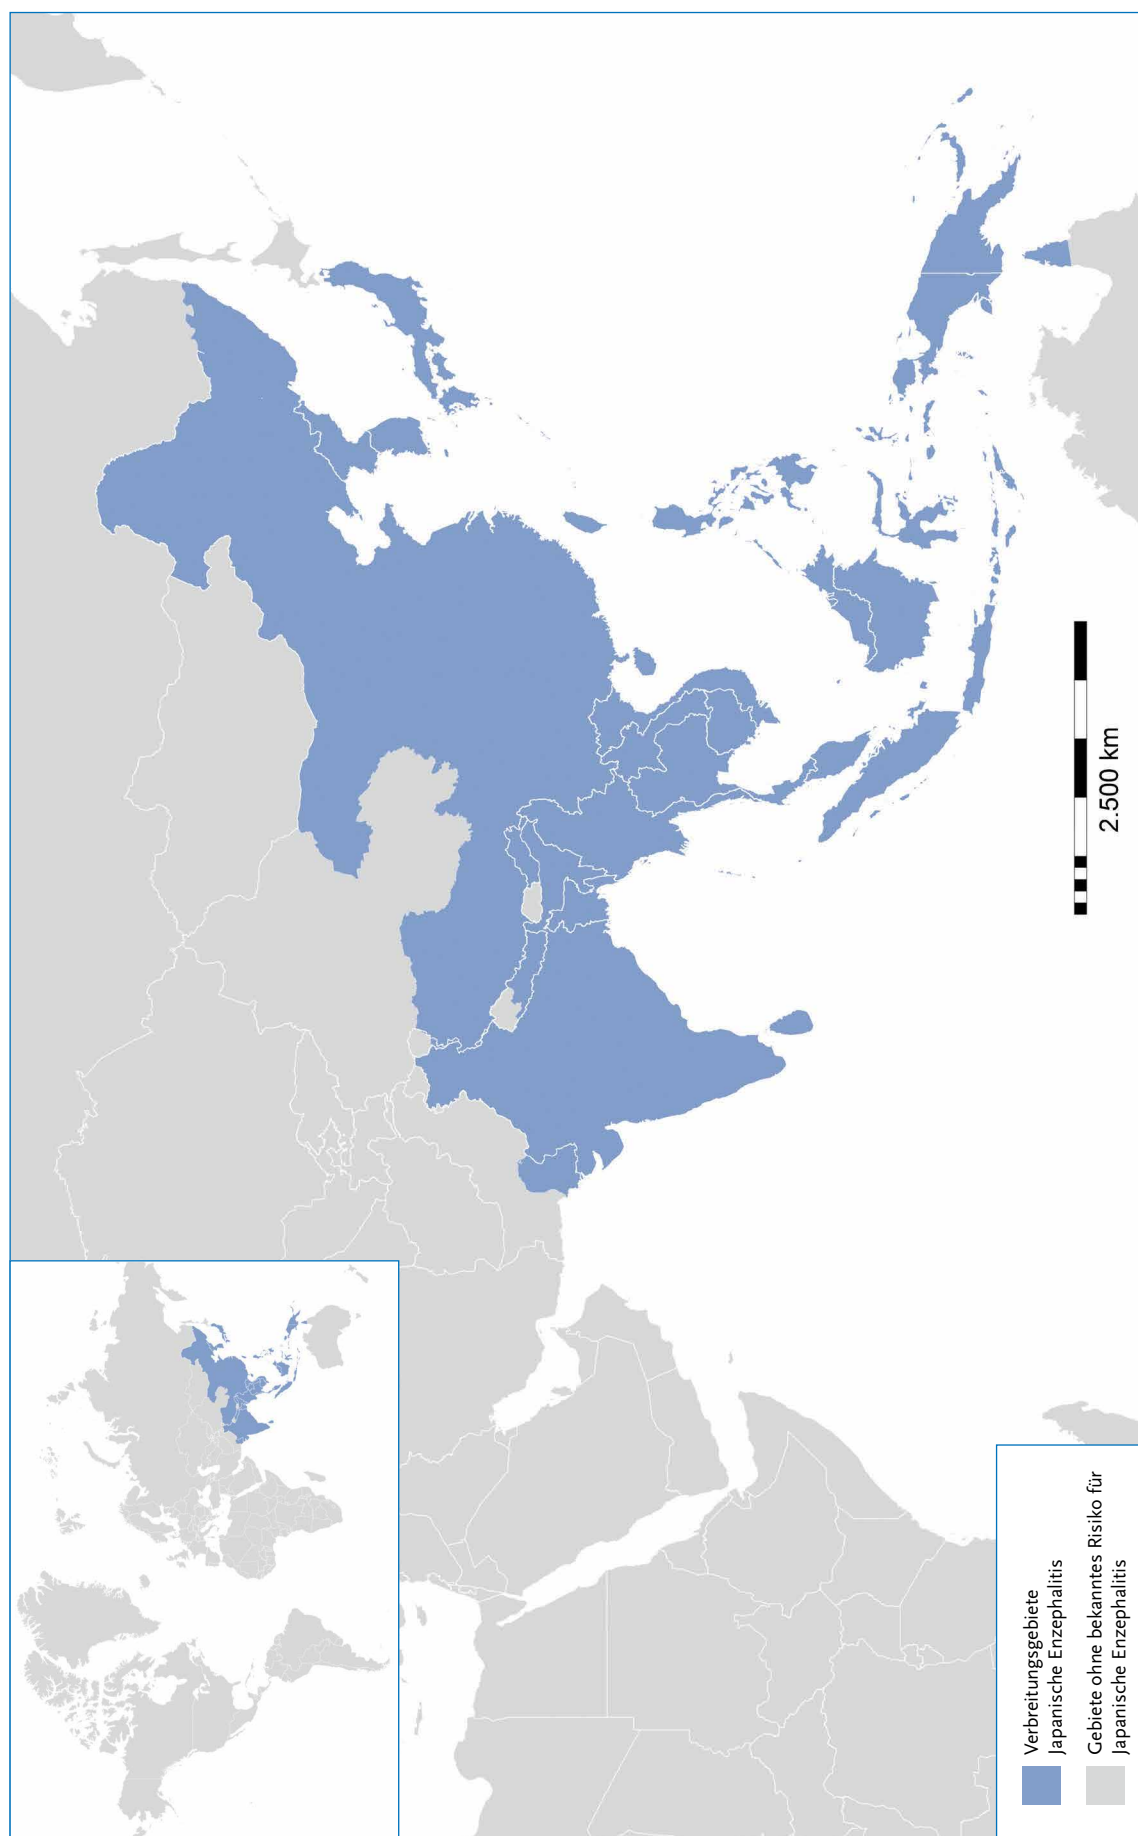 2.500 km
Verbreitungsgebiete
Japanische Enzephalitis
Gebiete ohne bekanntes Risiko für
Japanische Enzephalitis